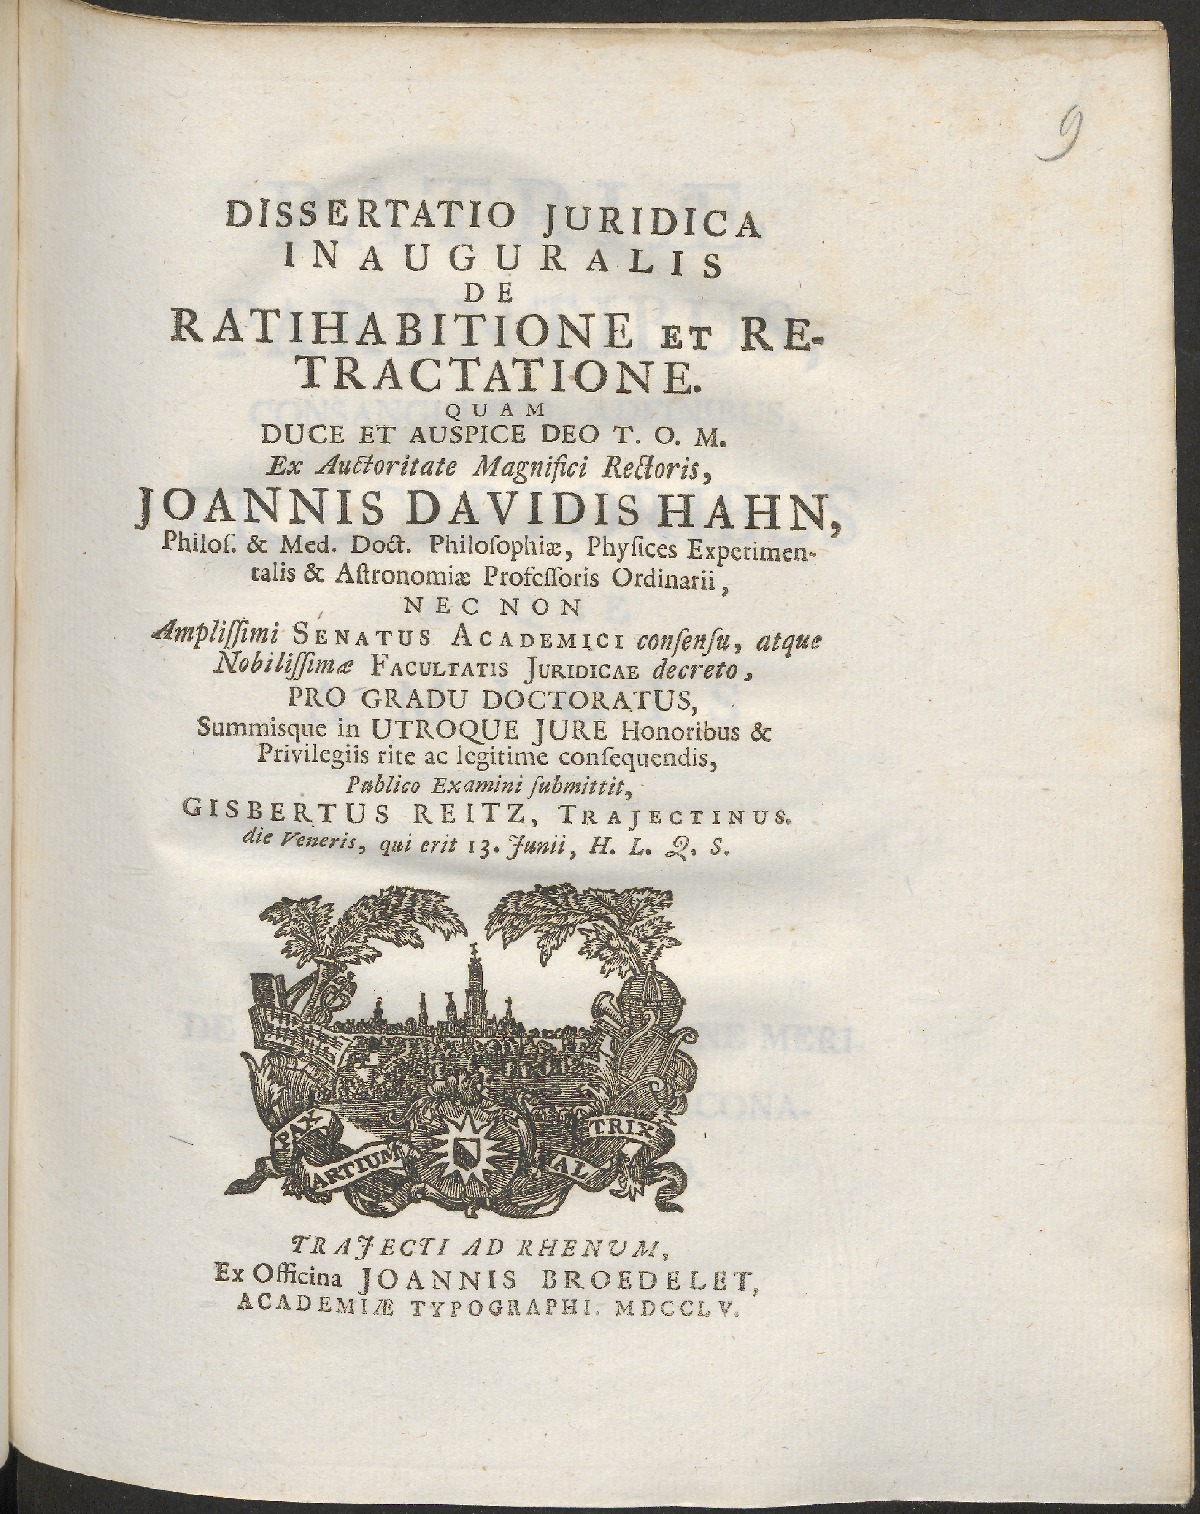 9
DISSERTATIO JURIDICA
INAUGURALIS
DE
RATIHABITIONE ET RE-
TRACTATIONE.
QUAM
DUCE ET AUSPICE DEO T. O. M.
Ex Auctoritate Magnifici Rectoris,
JOANNIS DAVIDIS HAHN,
Philoſ. & Med. Doct. Philoſophiæ, Phyſices Experimen-
talis & Aſtronomiæ Profeſſoris Ordinarii,
NEC NON
Ampliſſimi SENATUS ACADEMICI conſenſu, atque
Nobiliſſimæ FACULTATIS JURIDICAE decreto,
PRO GRADU DOCTORATUS,
Summisque in UTROQUE JURE Honoribus &
Privilegiis rite ac legitime conſequendis,
Publico Examini ſubmittit,
GISBERTUS REITZ, TRAJECTINUS.
die Veneris, qui erit 13. Junii, H. L. Q. S.
PAX
ARTIUM
AL
TRIX
TRAJECTI AD RHENUM,
Ex Officina JOANNIS BROEDELET,
ACADEMIÆ TYPOGRAPHI. MDCCLV.